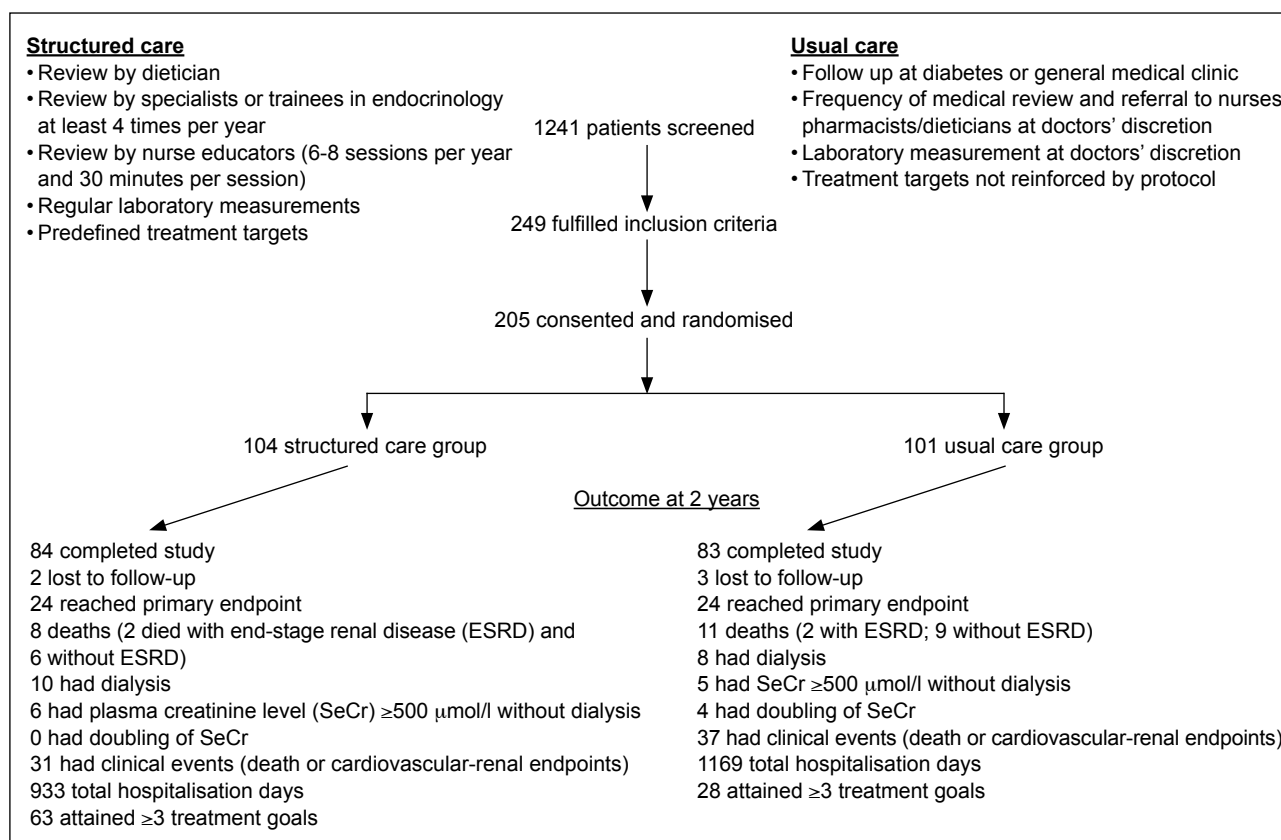 Structured care
• Review by dietician
• Review by specialists or trainees in endocrinology
at least 4 times per year
• Review by nurse educators (6-8 sessions per year
and 30 minutes per session)
• Regular laboratory measurements
• Predefined treatment targets
Usual care
• Follow up at diabetes or general medical clinic
• Frequency of medical review and referral to nurses
pharmacists/dieticians at doctors’ discretion
• Laboratory measurement at doctors’ discretion
• Treatment targets not reinforced by protocol
1241 patients screened
249 fulfilled inclusion criteria
205 consented and randomised
104 structured care group
101 usual care group
Outcome at 2 years
84 completed study
2 lost to follow-up
24 reached primary endpoint
8 deaths (2 died with end-stage renal disease (ESRD) and
6 without ESRD)
10 had dialysis
6 had plasma creatinine level (SeCr) ≥500 μmol/l without dialysis
0 had doubling of SeCr
31 had clinical events (death or cardiovascular-renal endpoints)
933 total hospitalisation days
63 attained ≥3 treatment goals
83 completed study
3 lost to follow-up
24 reached primary endpoint
11 deaths (2 with ESRD; 9 without ESRD)
8 had dialysis
5 had SeCr ≥500 μmol/l without dialysis
4 had doubling of SeCr
37 had clinical events (death or cardiovascular-renal endpoints)
1169 total hospitalisation days
28 attained ≥3 treatment goals